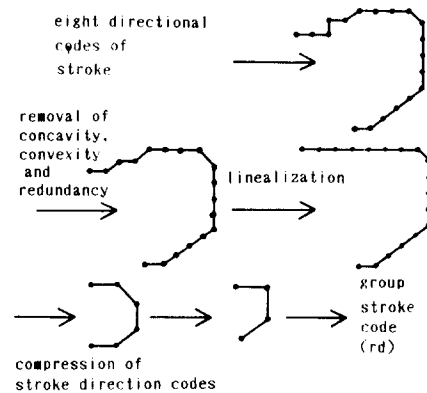 eight directional
codes of
stroke
removal of
concavity,
convexity
and
redundancy
linealization
group
stroke
code
(rd)
compression of
stroke direction codes